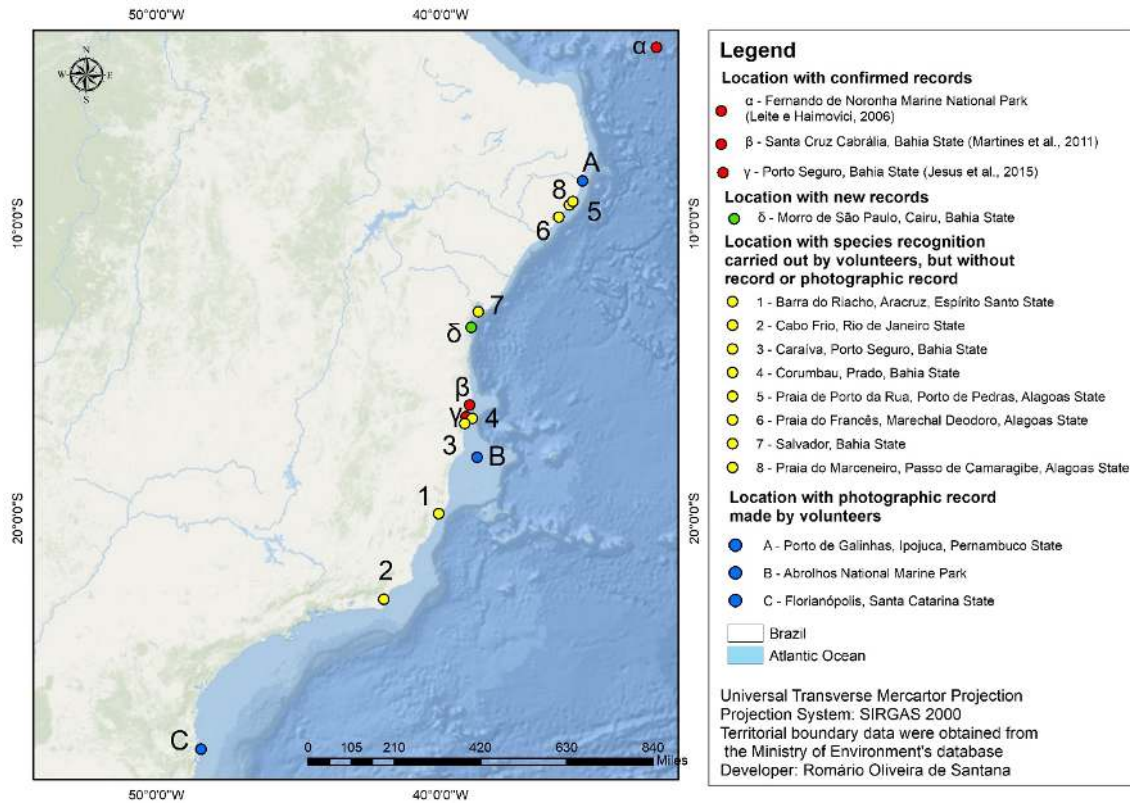 50°0'0"W 40°0'0"W
N
W E
S
α
A
8
5
6
7
δ
β
γ
4
3
B
1
2
C
10°0'0"S
20°0'0"S
10°0'0"S
20°0'0"S
0 105 210 420 630 840
Miles
50°0'0"W 40°0'0"W
Legend
Location with confirmed records
α - Fernando de Noronha Marine National Park
(Leite e Haimovici, 2006)
β - Santa Cruz Cabrália, Bahia State (Martines et al., 2011)
γ - Porto Seguro, Bahia State (Jesus et al., 2015)
Location with new records
δ - Morro de São Paulo, Cairu, Bahia State
Location with species recognition
carried out by volunteers, but without
record or photographic record
1 - Barra do Riacho, Aracruz, Espírito Santo State
2 - Cabo Frio, Rio de Janeiro State
3 - Caraíva, Porto Seguro, Bahia State
4 - Corumbau, Prado, Bahia State
5 - Praia de Porto da Rua, Porto de Pedras, Alagoas State
6 - Praia do Francês, Marechal Deodoro, Alagoas State
7 - Salvador, Bahia State
8 - Praia do Marceneiro, Passo de Camaragibe, Alagoas State
Location with photographic record
made by volunteers
A - Porto de Galinhas, Ipojuca, Pernambuco State
B - Abrolhos National Marine Park
C - Florianópolis, Santa Catarina State
Brazil
Atlantic Ocean
Universal Transverse Mercartor Projection
Projection System: SIRGAS 2000
Territorial boundary data were obtained from
the Ministry of Environment's database
Developer: Romário Oliveira de Santana